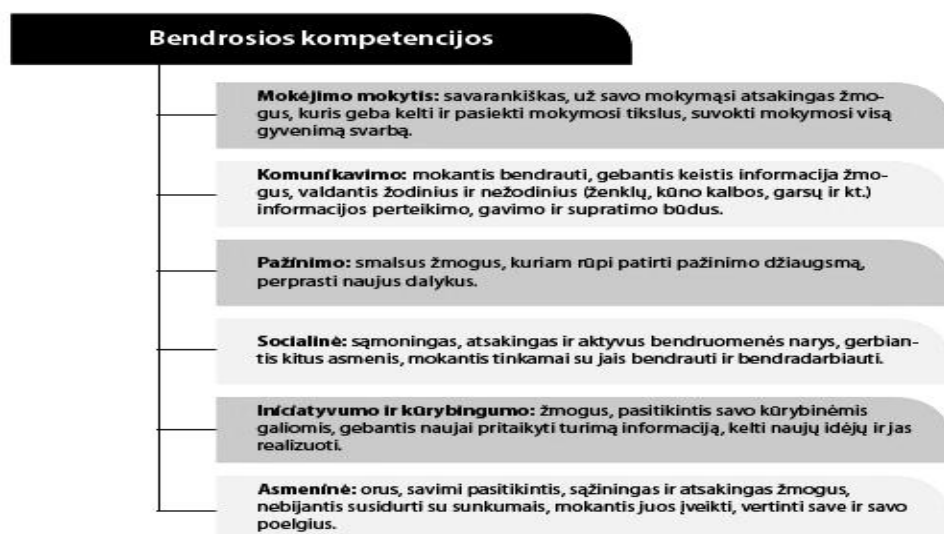 Bendrosios kompetencijos
Mokėjimo mokytis: savarankiškas, už savo mokymąsi atsakingas žmo-
gus, kuris geba kelti ir pasiekti mokymosi tikslus, suvokti mokymosi visą
gyvenimą svarbą.
Komunikavimo: mokantis bendrauti, gebantis keistis informacija žmo-
gus, valdantis žodinius ir nežodinius (ženklų, kūno kalbos, garsų ir kt.)
informacijos perteikimo, gavimo ir supratimo būdus.
Pažinimo: smalsus žmogus, kuriam rūpi patirti pažinimo džiaugsmą,
perprasti naujus dalykus.
Socialinė: sąmoningas, atsakingas ir aktyvus bendruomenės narys, gerbian-
tis kitus asmenis, mokantis tinkamai su jais bendrauti ir bendradarbiauti.
Iniciatyvumo ir kūrybingumo: žmogus, pasitikintis savo kūrybinėmis
galiomis, gebantis naujai pritaikyti turimą informaciją, kelti naujų idėjų ir jas
realizuoti.
Asmeninė: orus, savimi pasitikintis, sąžiningas ir atsakingas žmogus,
nebijantis susidurti su sunkumais, mokantis juos įveikti, vertinti save ir savo
poelgius.